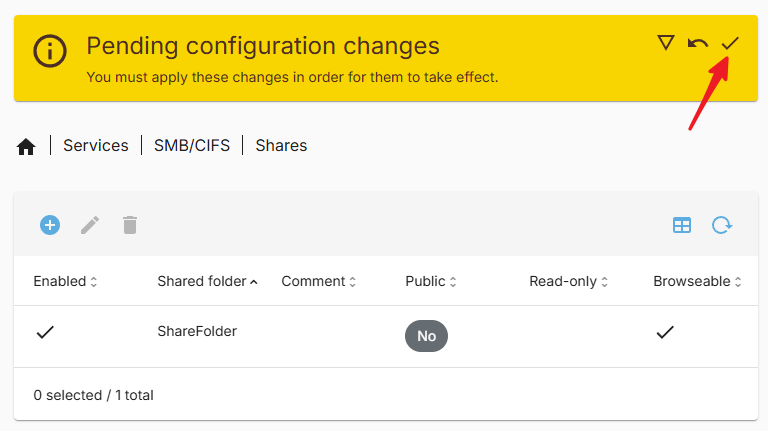 Pending configuration changes
You must apply these changes in order for them to take effect.
Services SMB/CIFS Shares
Enabled Shared folder Comment Public Read-only Browseable
ShareFolder No
0 selected / 1 total